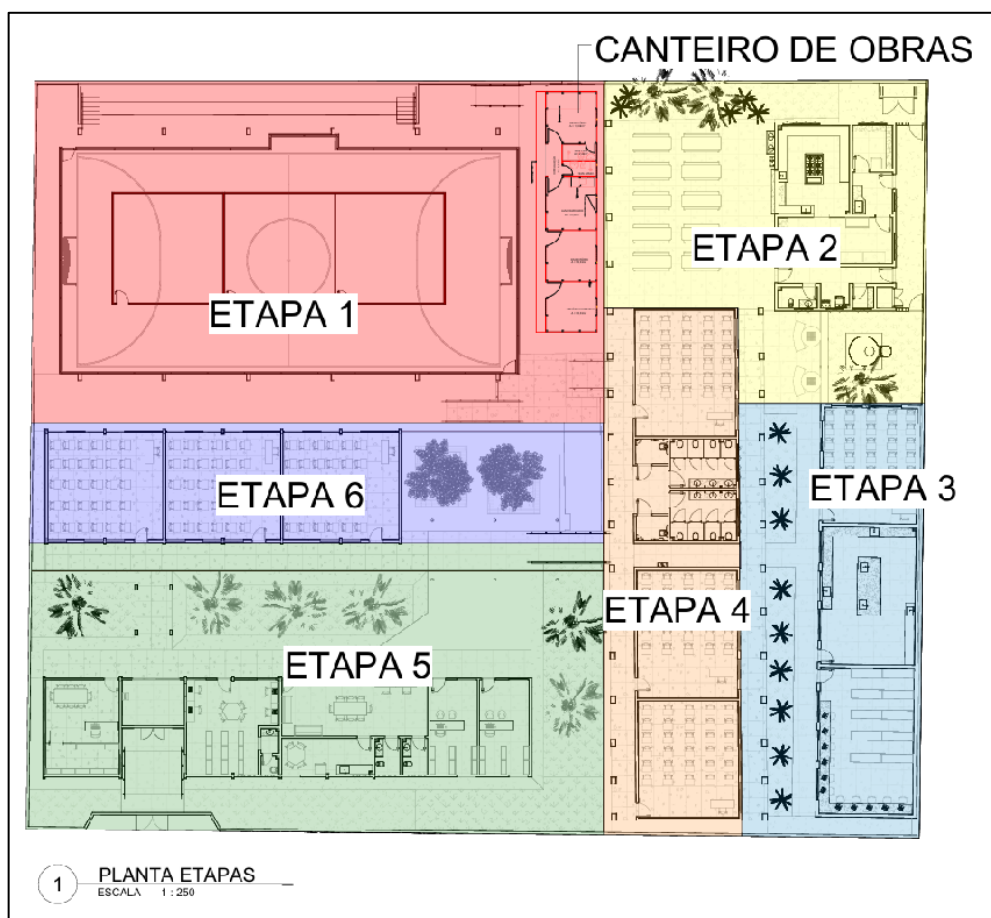 CANTEIRO DE OBRAS
ETAPA 2
ETAPA 1
ETAPA 6
ETAPA 3
ETAPA 4
ETAPA 5
1
PLANTA ETAPAS
ESCALA 1 : 250